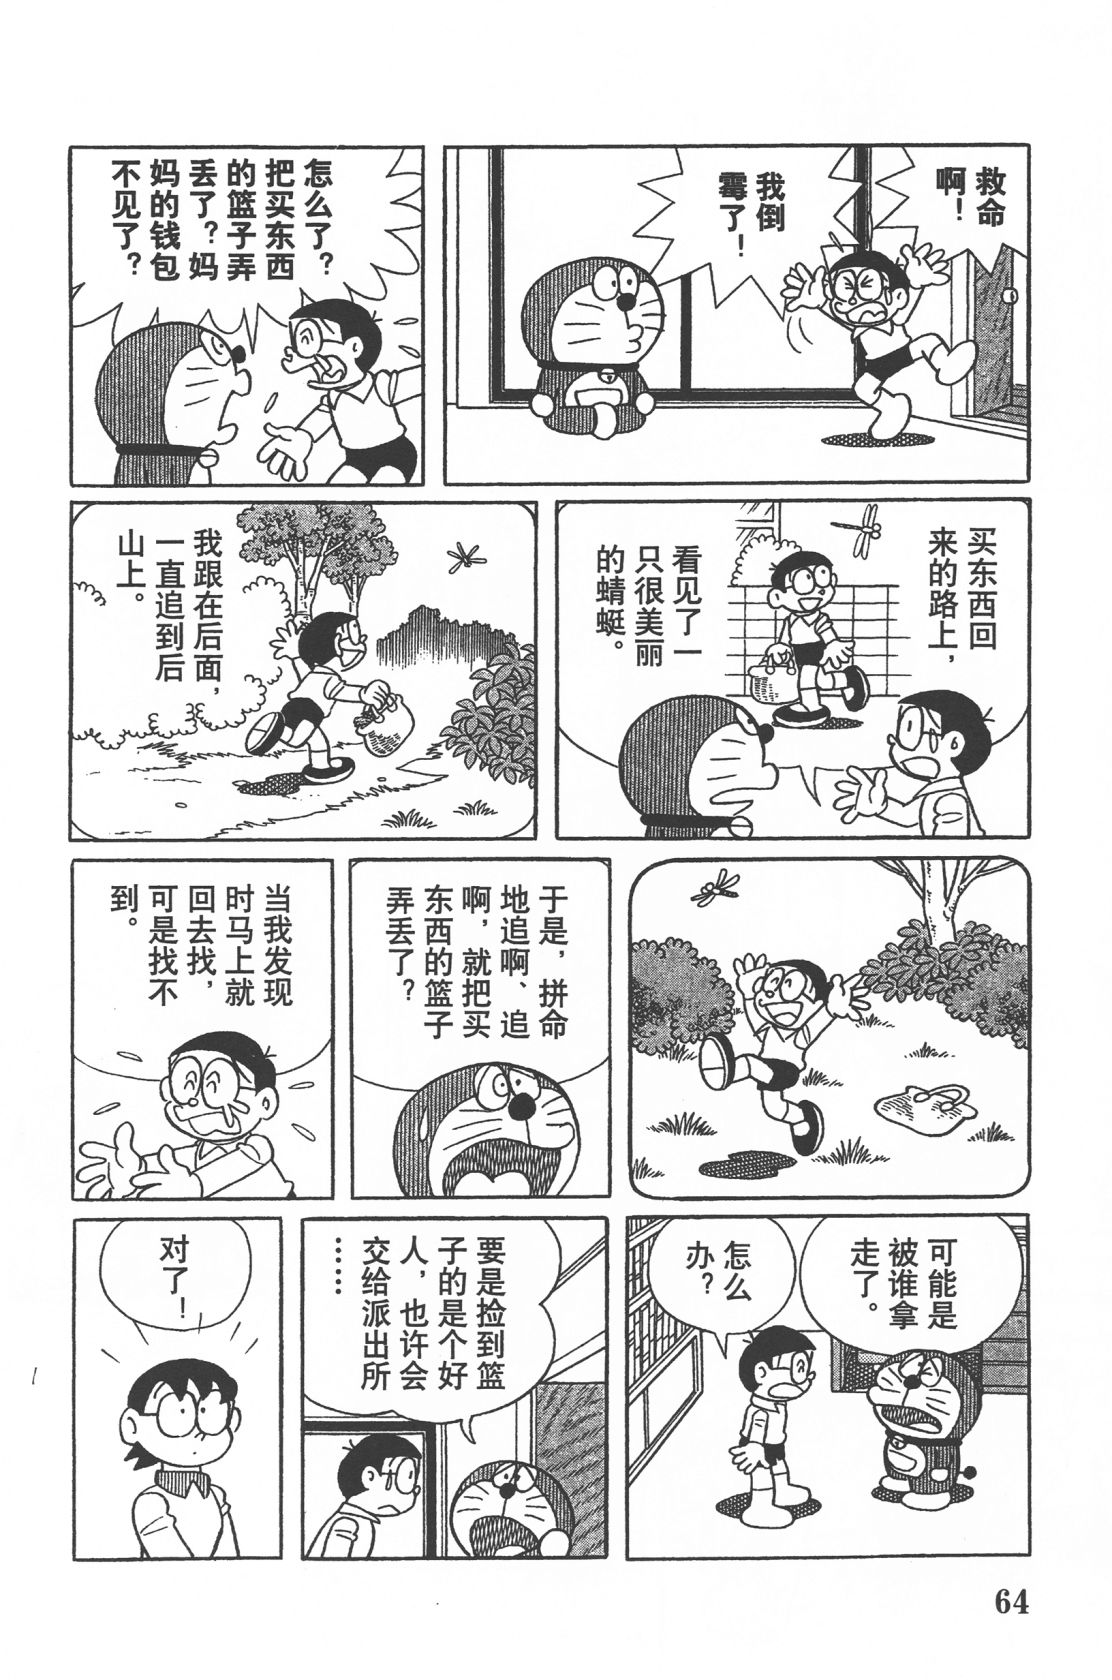 救命
啊！
我倒
霉了！
怎么了？
把买东西
的篮子弄
丢了？妈
妈的钱包
不见了？
买东西回
来的路上，
看见了一
只很美丽
的蜻蜓。
我跟在后面，
一直追到后
山上。
于是，拼命
地追啊、追
啊，就把买
东西的篮子
弄丢了？
当我发现
时马上就
回去找，
可是找不
到。
可能是
被谁拿
走了。
怎么
办？
要是捡到篮
子的是个好
人，也许会
交给派出所
……
对了！
64